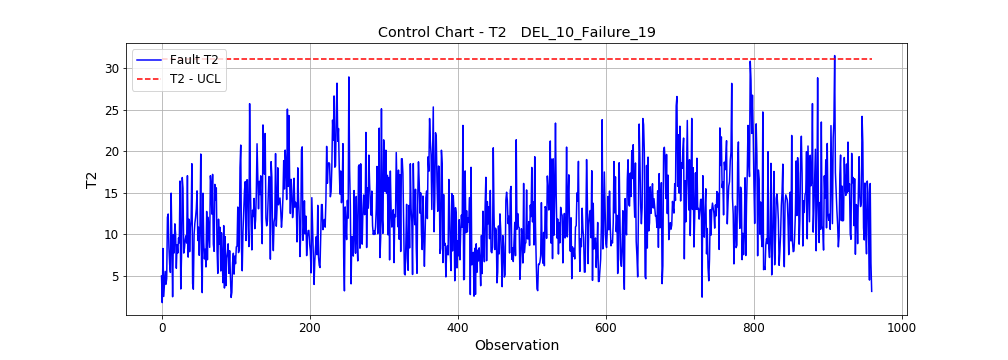 Control Chart - T2   DEL_10_Failure_19
Fault T2
T2 - UCL
30
25
20
15
10
5
T2
0
200
400
600
800
1000
Observation